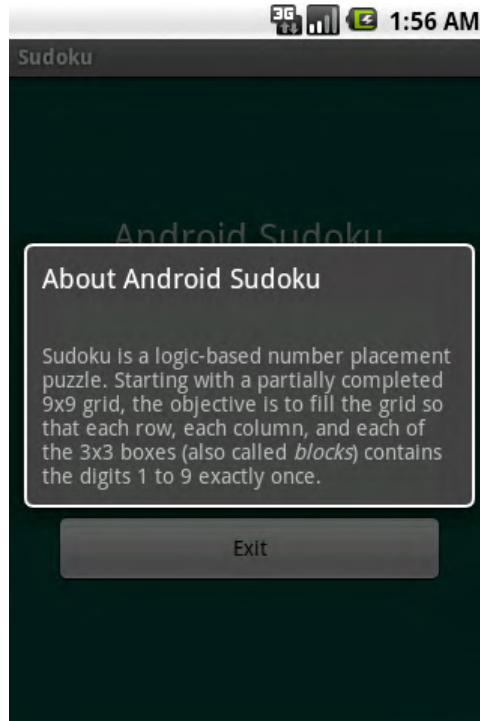 3G 1:56 AM
Sudoku
Android Sudoku
About Android Sudoku
Sudoku is a logic-based number placement
puzzle. Starting with a partially completed
9x9 grid, the objective is to fill the grid so
that each row, each column, and each of
the 3x3 boxes (also called blocks) contains
the digits 1 to 9 exactly once.
Exit